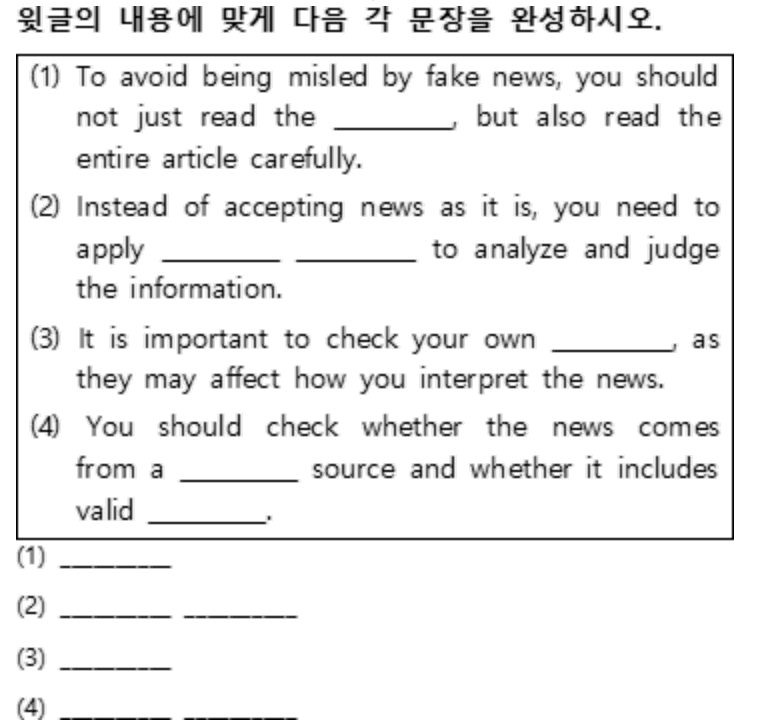 윗글의 내용에 맞게 다음 각 문장을 완성하시오.
(1) To avoid being misled by fake news, you should
not just read the ________, but also read the
entire article carefully.
(2) Instead of accepting news as it is, you need to
apply ________ ________ to analyze and judge
the information.
(3) It is important to check your own ________, as
they may affect how you interpret the news.
(4) You should check whether the news comes
from a ________ source and whether it includes
valid ________.
(1) ________
(2) ________ ________
(3) ________
(4) ________ ________